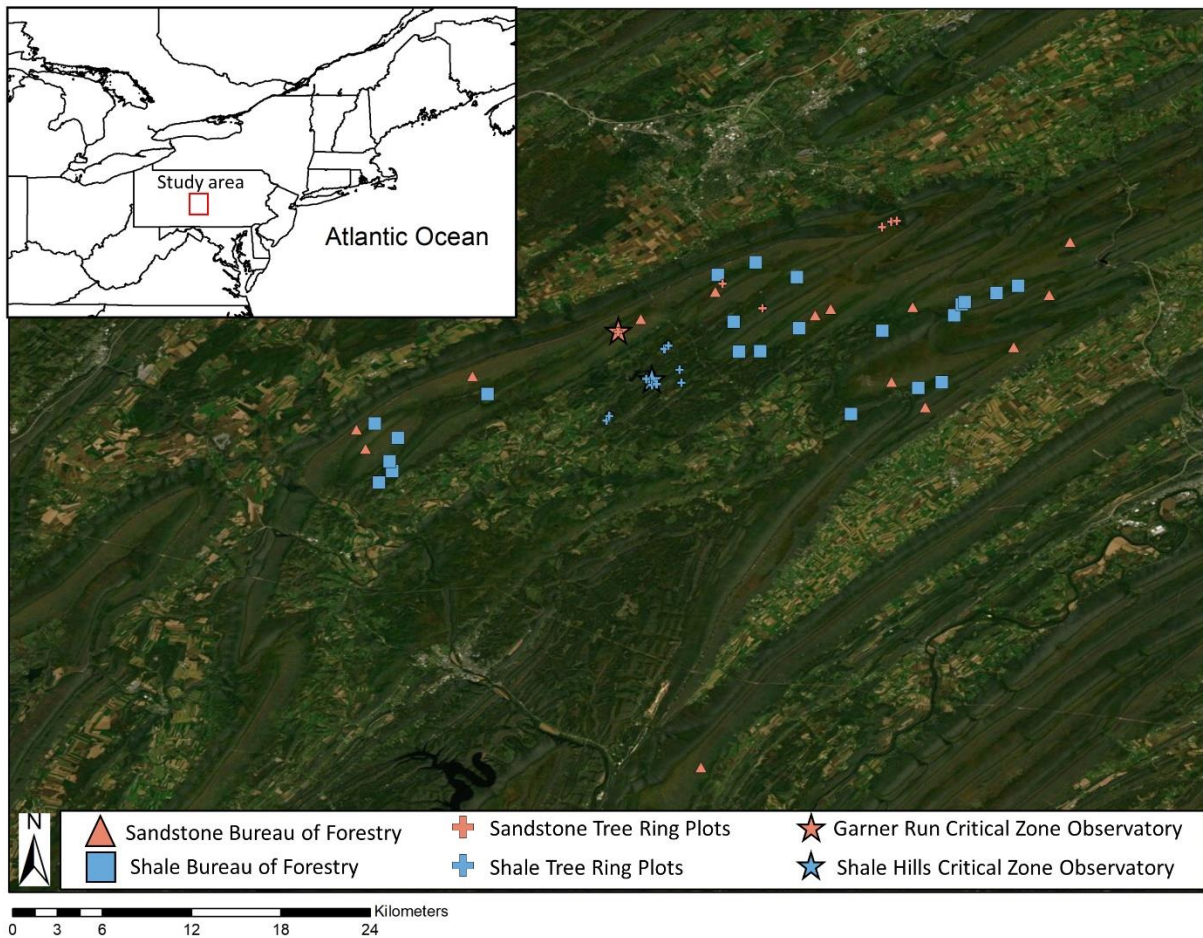 Study area
Atlantic Ocean
N
Sandstone Bureau of Forestry
Sandstone Tree Ring Plots
Garner Run Critical Zone Observatory
Shale Bureau of Forestry
Shale Tree Ring Plots
Shale Hills Critical Zone Observatory
Kilometers
0 3 6 12 18 24